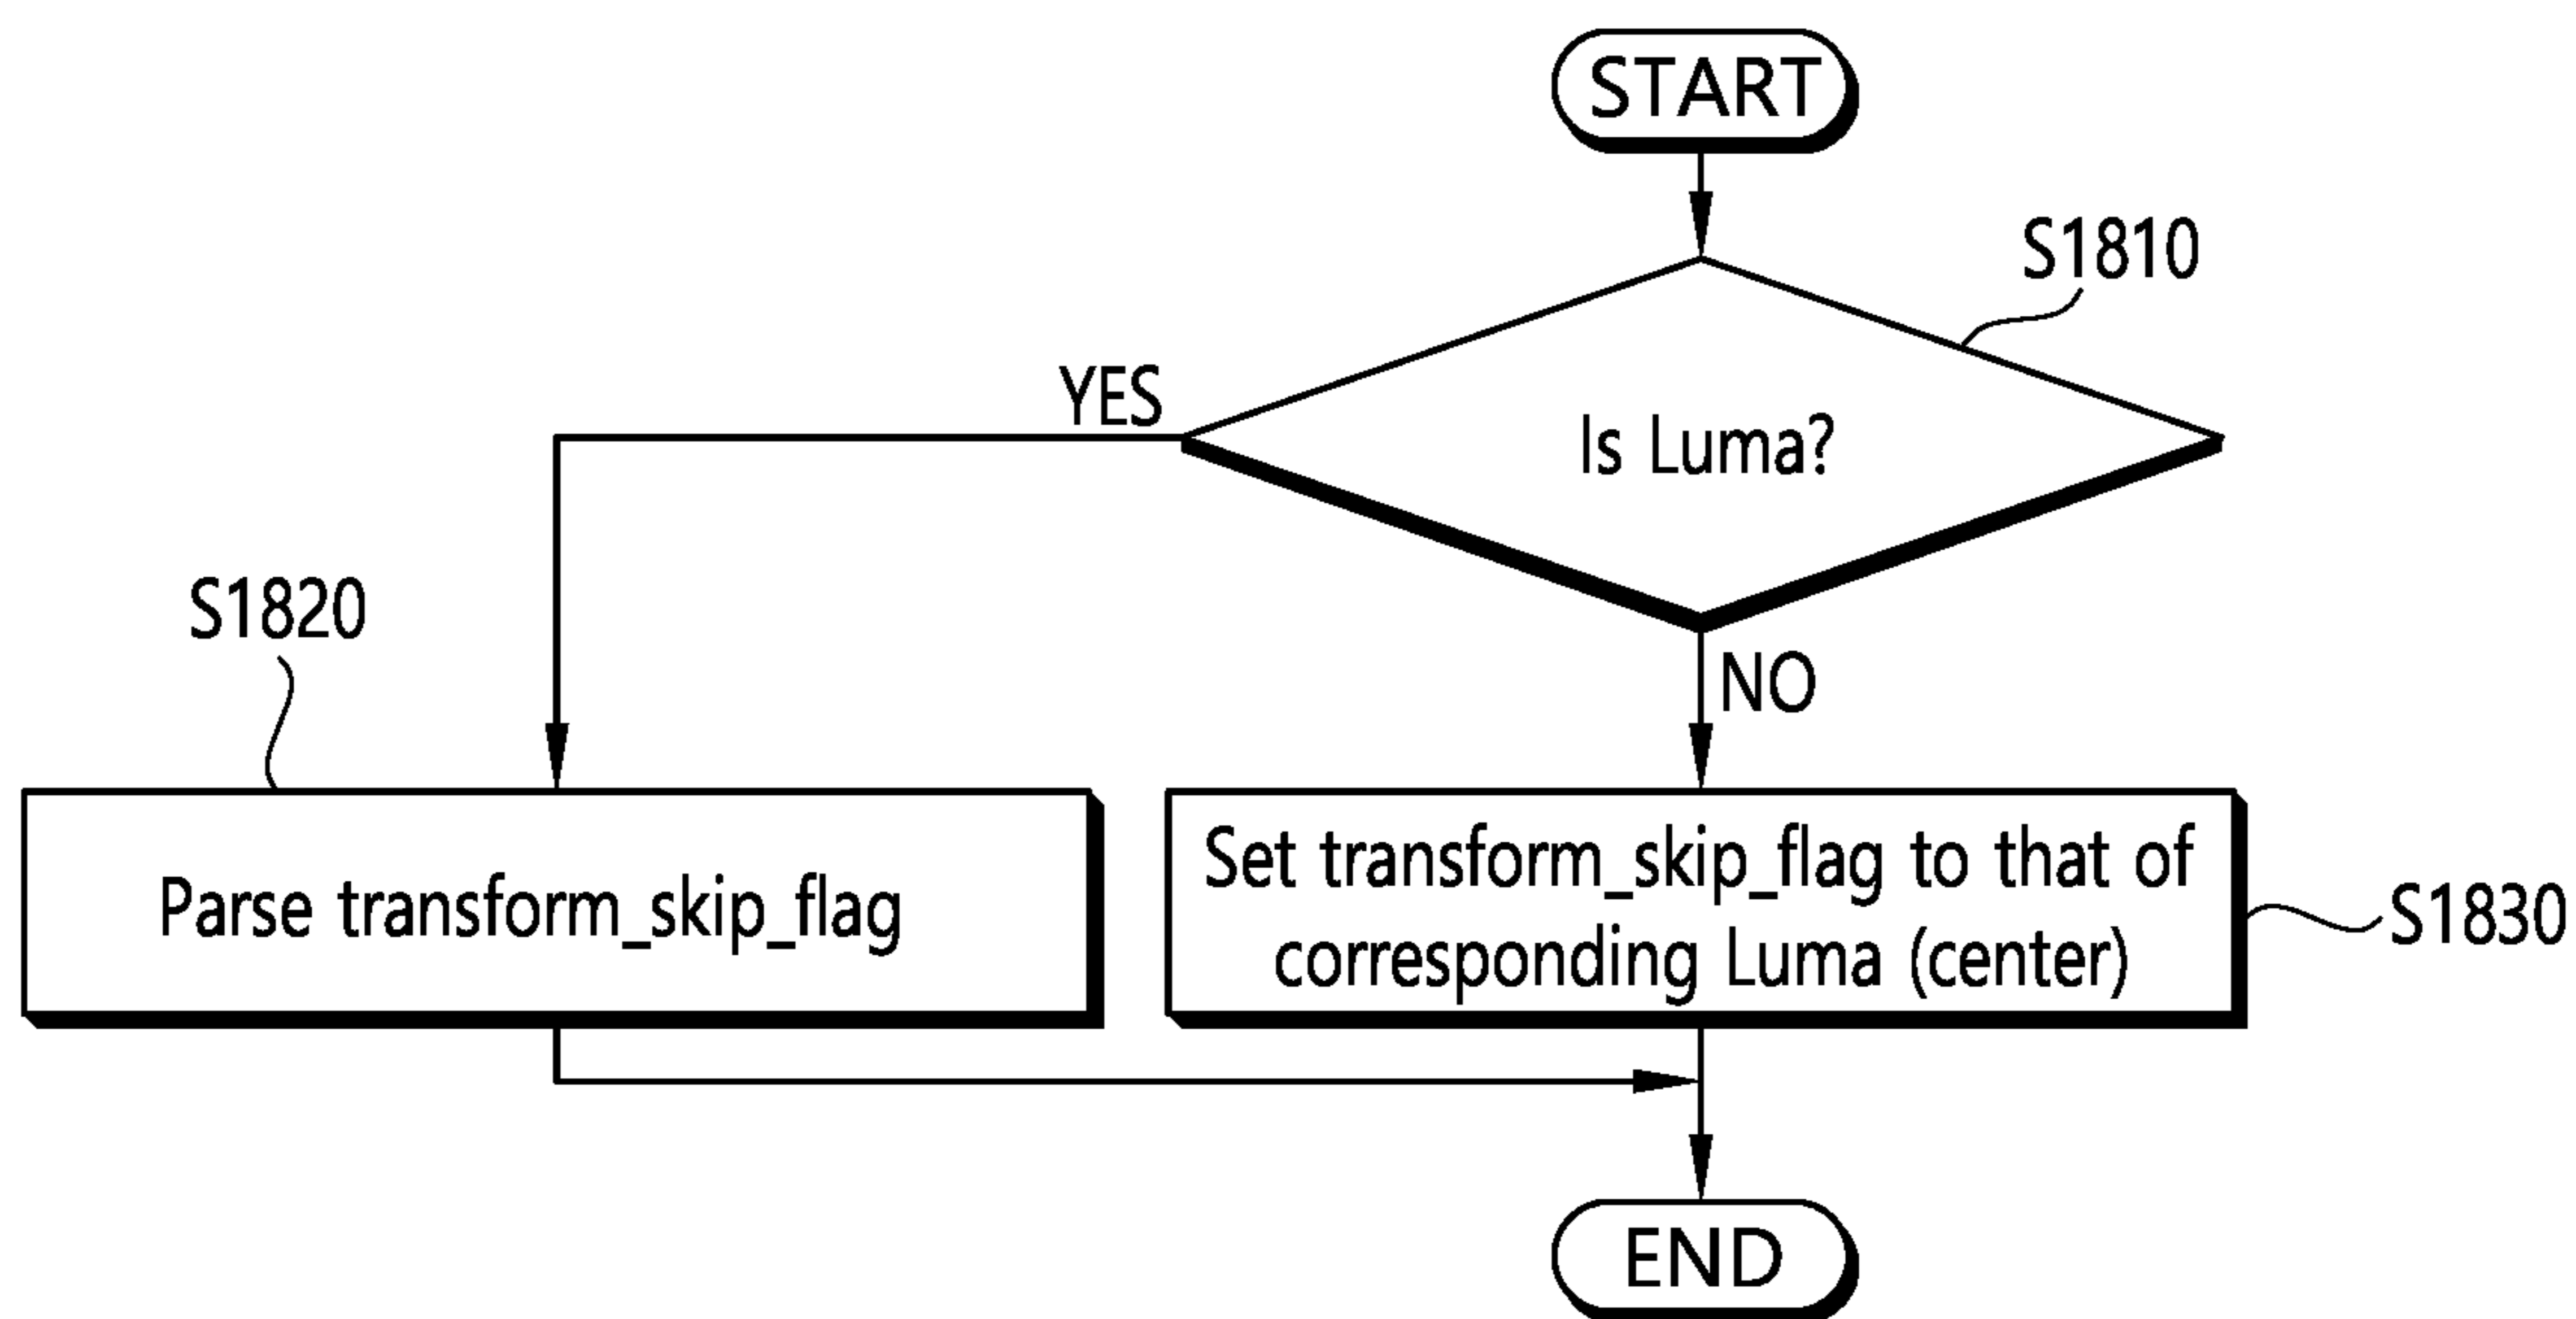 START
S1810
YES
Is Luma?
S1820
NO
Parse transform_skip_flag
Set transform_skip_flag to that of
corresponding Luma (center)
S1830
END